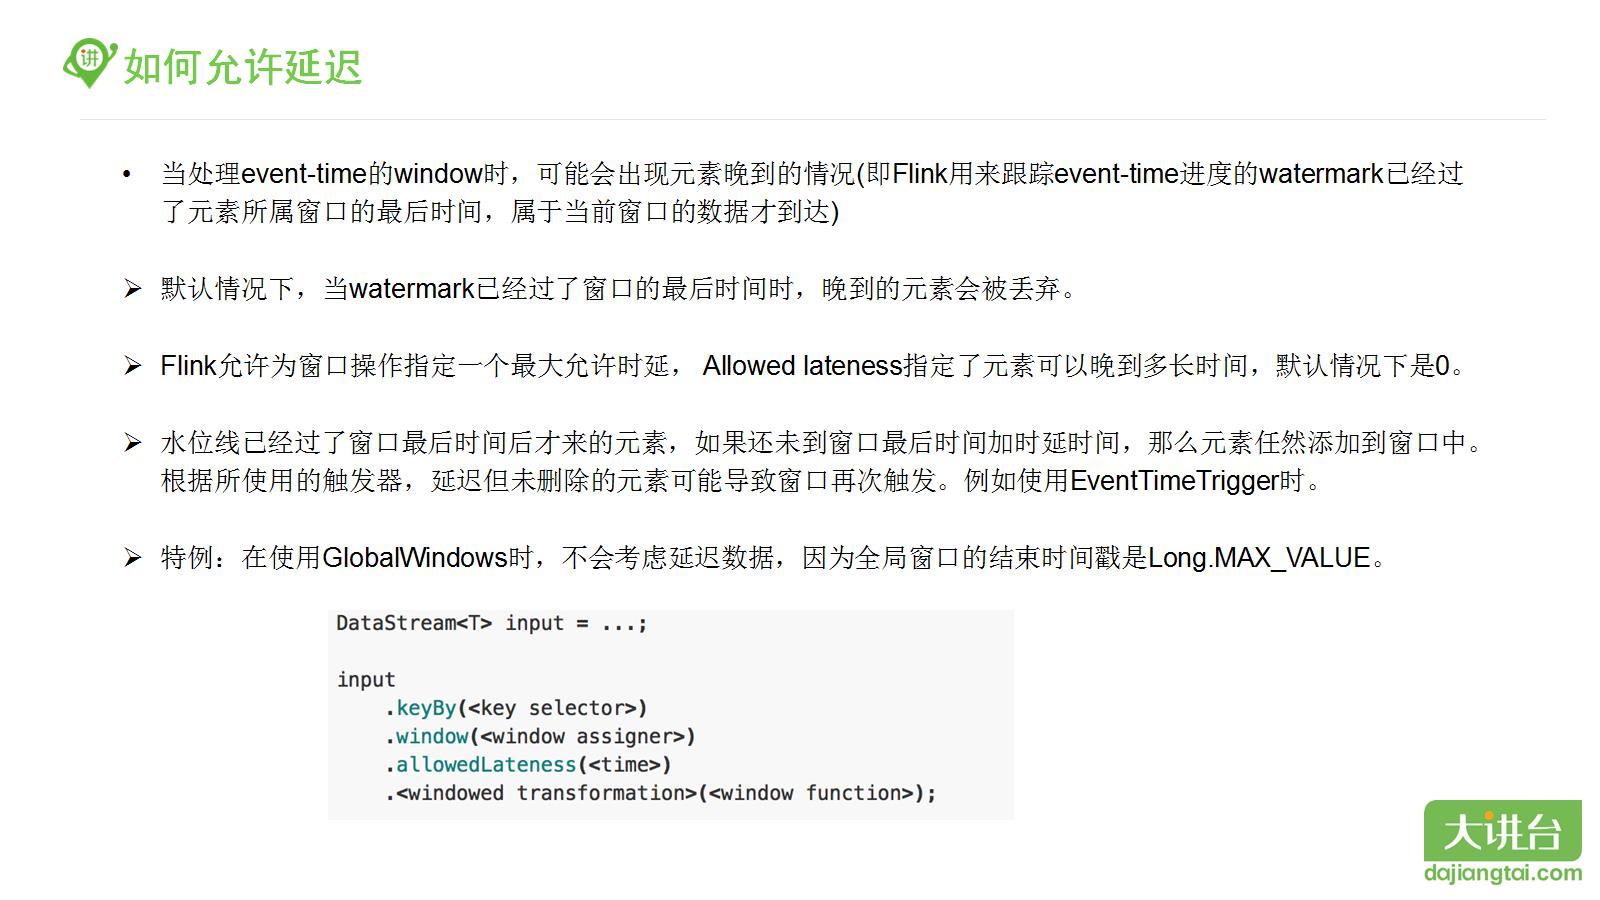 讲
如何允许延迟
• 当处理event-time的window时，可能会出现元素晚到的情况(即Flink用来跟踪event-time进度的watermark已经过
了元素所属窗口的最后时间，属于当前窗口的数据才到达)
➢ 默认情况下，当watermark已经过了窗口的最后时间时，晚到的元素会被丢弃。
➢ Flink允许为窗口操作指定一个最大允许时延， Allowed lateness指定了元素可以晚到多长时间，默认情况下是0。
➢ 水位线已经过了窗口最后时间后才来的元素，如果还未到窗口最后时间加时延时间，那么元素任然添加到窗口中。
根据所使用的触发器，延迟但未删除的元素可能导致窗口再次触发。例如使用EventTimeTrigger时。
➢ 特例：在使用GlobalWindows时，不会考虑延迟数据，因为全局窗口的结束时间戳是Long.MAX_VALUE。
DataStream<T> input = ...;
input
    .keyBy(<key selector>)
    .window(<window assigner>)
    .allowedLateness(<time>)
    .<windowed transformation>(<window function>);
大讲台
dajiangtai.com